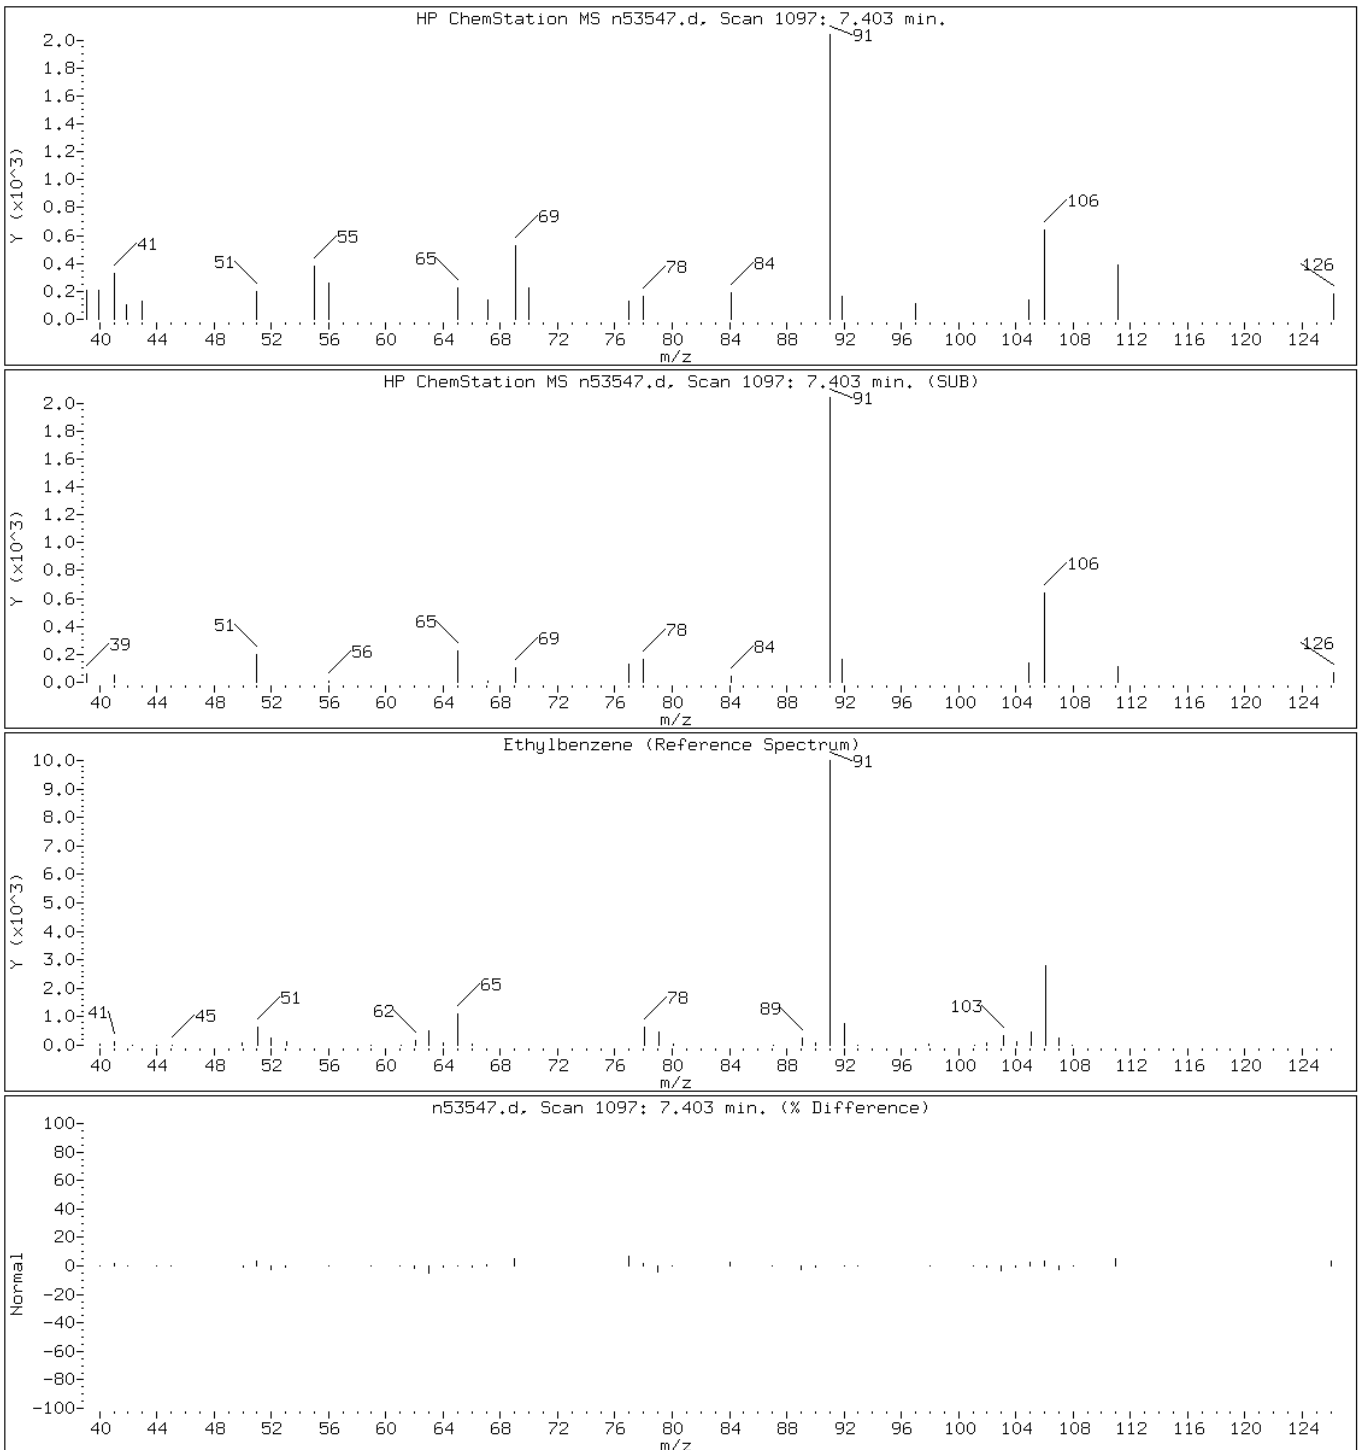 HP ChemStation MS n53547.d, Scan 1097: 7.403 min.
Y (x10^3)
2.0
1.8
1.6
1.4
1.2
1.0
0.8
0.6
0.4
0.2
0.0
41 51 55 65 69 78 84 91 106 126
40 44 48 52 56 60 64 68 72 76 80 84 88 92 96 100 104 108 112 116 120 124
m/z
HP ChemStation MS n53547.d, Scan 1097: 7.403 min. (SUB)
Y (x10^3)
2.0
1.8
1.6
1.4
1.2
1.0
0.8
0.6
0.4
0.2
0.0
39 51 56 65 69 78 84 91 106 126
40 44 48 52 56 60 64 68 72 76 80 84 88 92 96 100 104 108 112 116 120 124
m/z
Ethylbenzene (Reference Spectrum)
Y (x10^3)
10.0
9.0
8.0
7.0
6.0
5.0
4.0
3.0
2.0
1.0
0.0
41 45 51 62 65 78 89 91 103
40 44 48 52 56 60 64 68 72 76 80 84 88 92 96 100 104 108 112 116 120 124
m/z
n53547.d, Scan 1097: 7.403 min. (% Difference)
Normal
100
80
60
40
20
0
-20
-40
-60
-80
-100
40 44 48 52 56 60 64 68 72 76 80 84 88 92 96 100 104 108 112 116 120 124
m/z